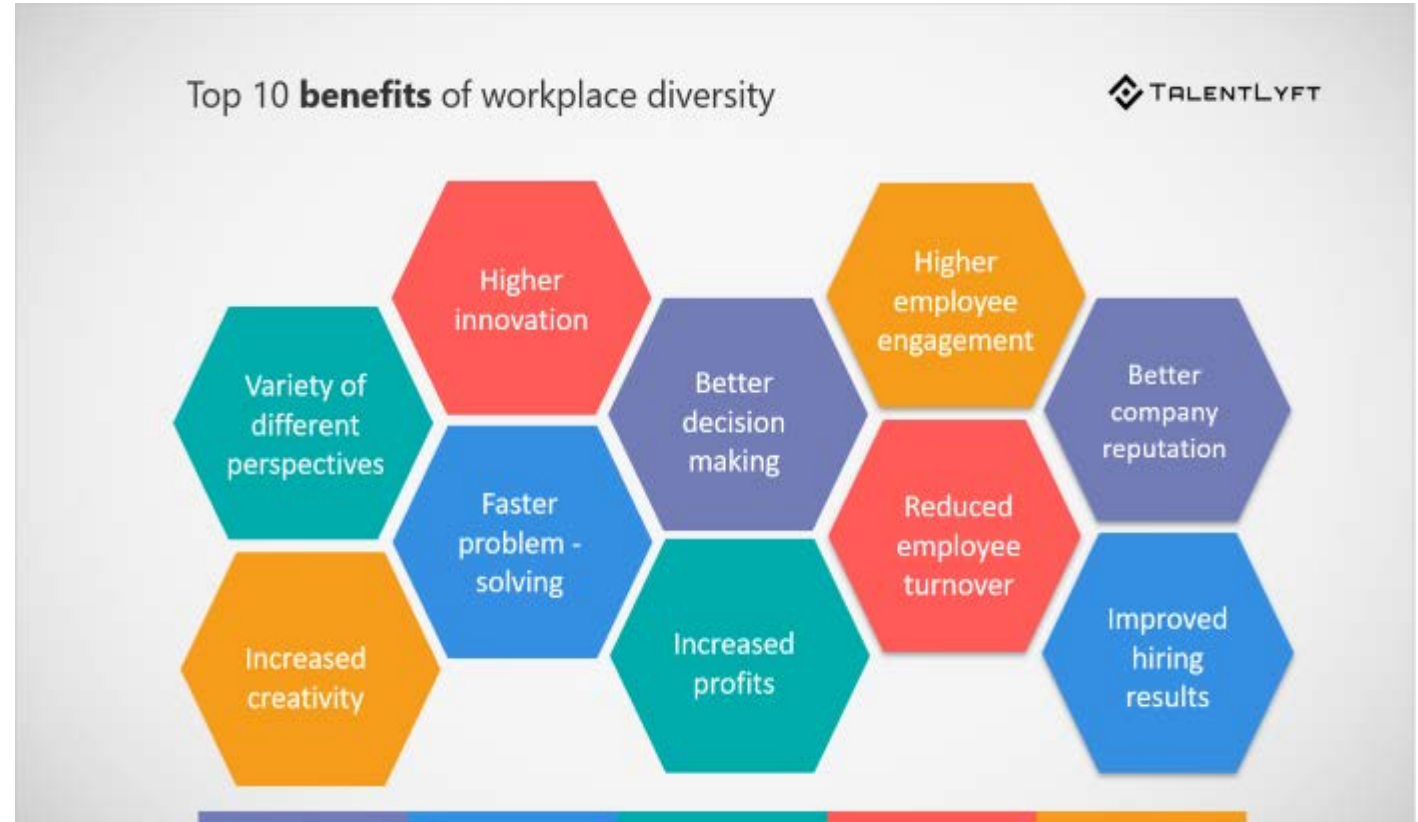 Top 10 benefits of workplace diversity
TALENTLYFT
Variety of
different
perspectives
Increased
creativity
Higher
innovation
Faster
problem -
solving
Better
decision
making
Increased
profits
Higher
employee
engagement
Reduced
employee
turnover
Better
company
reputation
Improved
hiring
results